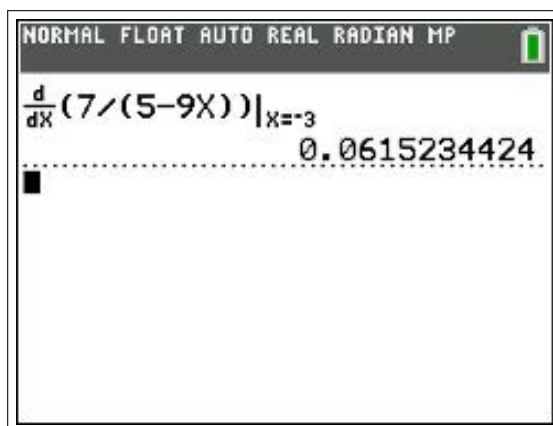 NORMAL FLOAT AUTO REAL RADIAN MP
d/dX(7/(5-9X))|X=-3
0.0615234424